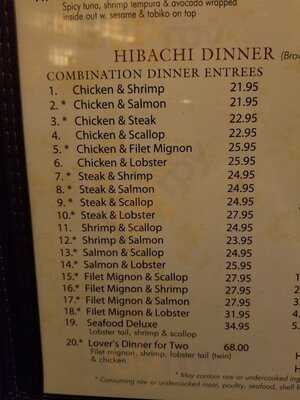 Spicy tuna, shrimp tempura & avocado wrapped
inside out w. sesame & tobiko on top
HIBACHI DINNER (Bro
COMBINATION DINNER ENTREES
1. Chicken & Shrimp 21.95
2.* Chicken & Salmon 21.95
3.* Chicken & Steak 22.95
4. Chicken & Scallop 22.95
5.* Chicken & Filet Mignon 25.95
6. Chicken & Lobster 25.95
7.* Steak & Shrimp 24.95
8.* Steak & Salmon 24.95
9.* Steak & Scallop 24.95
10.* Steak & Lobster 27.95
11. Shrimp & Scallop 24.95
12.* Shrimp & Salmon 23.95
13.* Salmon & Scallop 24.95
14.* Salmon & Lobster 25.95
15.* Filet Mignon & Scallop 27.95
16.* Filet Mignon & Shrimp 27.95
17.* Filet Mignon & Salmon 27.95
18.* Filet Mignon & Lobster 31.95
19. Seafood Deluxe 34.95
Lobster tail, shrimp & scallop
20.* Lover's Dinner for Two 68.00
Filet mignon, shrimp, lobster tail (twin)
& chicken
* May contain raw or undercooked ing
* Consuming raw or undercooked meat, poultry, seafood, shelf